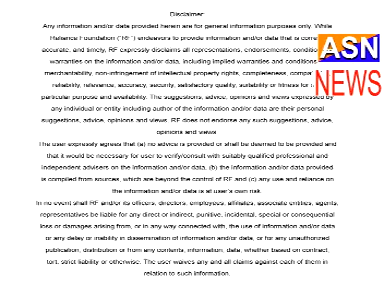 Disclaimer
Any information and/or data provided herein are for general information purposes only. While
Reliance Foundation ("RF") endeavors to provide information and/or data that is corre
accurate, and timely, RF expressly disclaims all representations, endorsements, conditio
warranties on the information and/or data, including implied warranties and conditions
merchantability, non-infringement of intellectual property rights, completeness,
reliability, relevance, accuracy, security, satisfactory quality, suitability or fitness for
particular purpose and availability. The suggestions, advice, opinions and views expressed by
any individual or entity including author of the information and/or data are their personal
suggestions, advice, opinions and views. RF does not endorse any such suggestions, advice,
opinions and views
The user expressly agrees that (a) no advice is provided or shall be deemed to be provided and
that it would be necessary for user to verify/consult with suitably qualified professional and
independent advisers on the information and/or data, (b) the information and/or data provided
is compiled from sources, which are beyond the control of RF and (c) any use and reliance on
the information and/or data is at user's own risk
In no event shall RF and/or its officers, directors, employees, affiliates, associate entities, agents,
representatives be liable for any direct or indirect, punitive, incidental, special or consequential
loss or damages arising from, or in any way connected with, the use of information and/or data
or any delay or inability in dissemination of information and/or data, or for any unauthorized
publication, distribution or from any contents, information, data, whether based on contract,
tort, strict liability or otherwise. The user waives any and all claims against each of them in
relation to such information.
ASN
NEWS